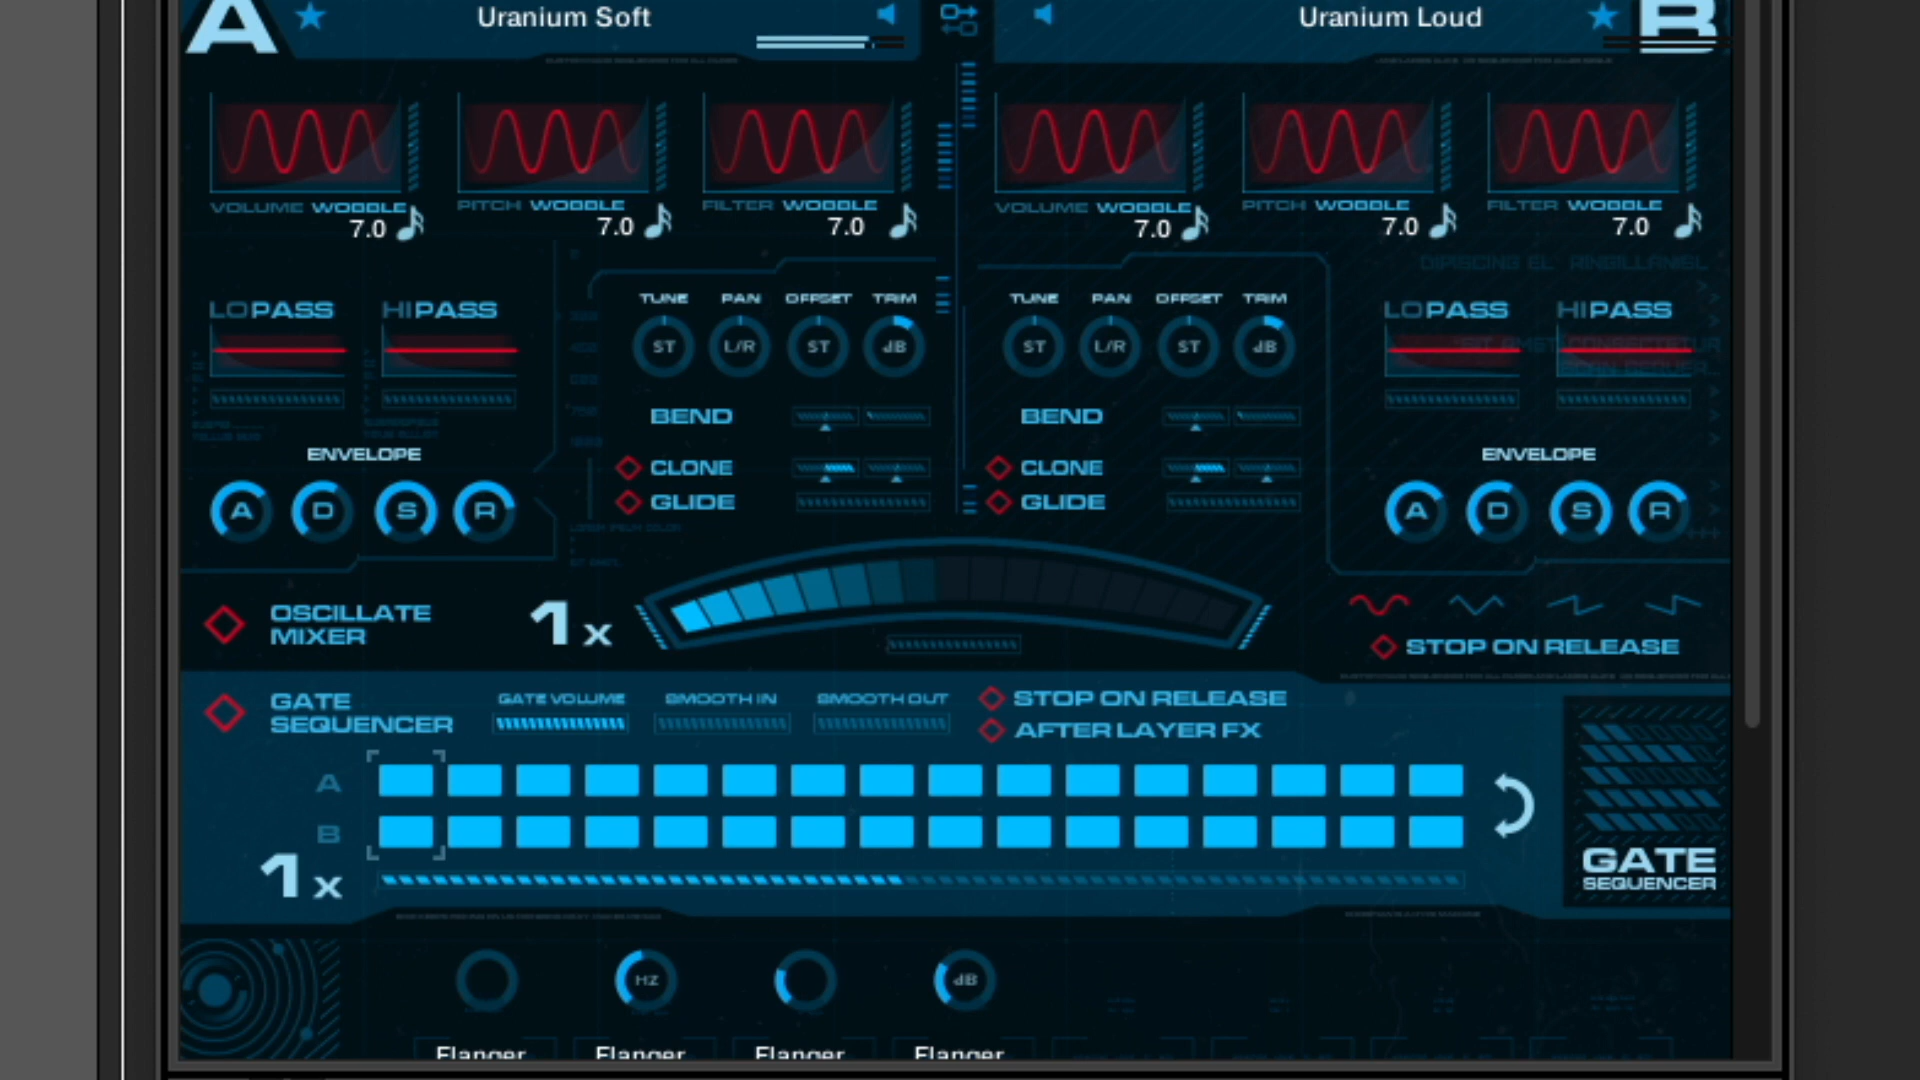 A Uranium Soft Uranium Loud B
VOLUME WOBBLE PITCH WOBBLE FILTER WOBBLE VOLUME WOBBLE PITCH WOBBLE FILTER WOBBLE
7.0 7.0 7.0 7.0 7.0 7.0
LOPASS HIPASS TUNE PAN OFFSET TRIM TUNE PAN OFFSET TRIM LOPASS HIPASS
ST L/R ST dB ST L/R ST dB
BEND BEND
ENVELOPE CLONE CLONE ENVELOPE
A D S R GLIDE GLIDE A D S R
OSCILLATE
MIXER
1 x
STOP ON RELEASE
GATE
SEQUENCER
GATE VOLUME SMOOTH IN SMOOTH OUT
STOP ON RELEASE
AFTER LAYER FX
A
B
1 x
GATE
SEQUENCER
HZ dB
Flanger Flanger Flanger Flanger